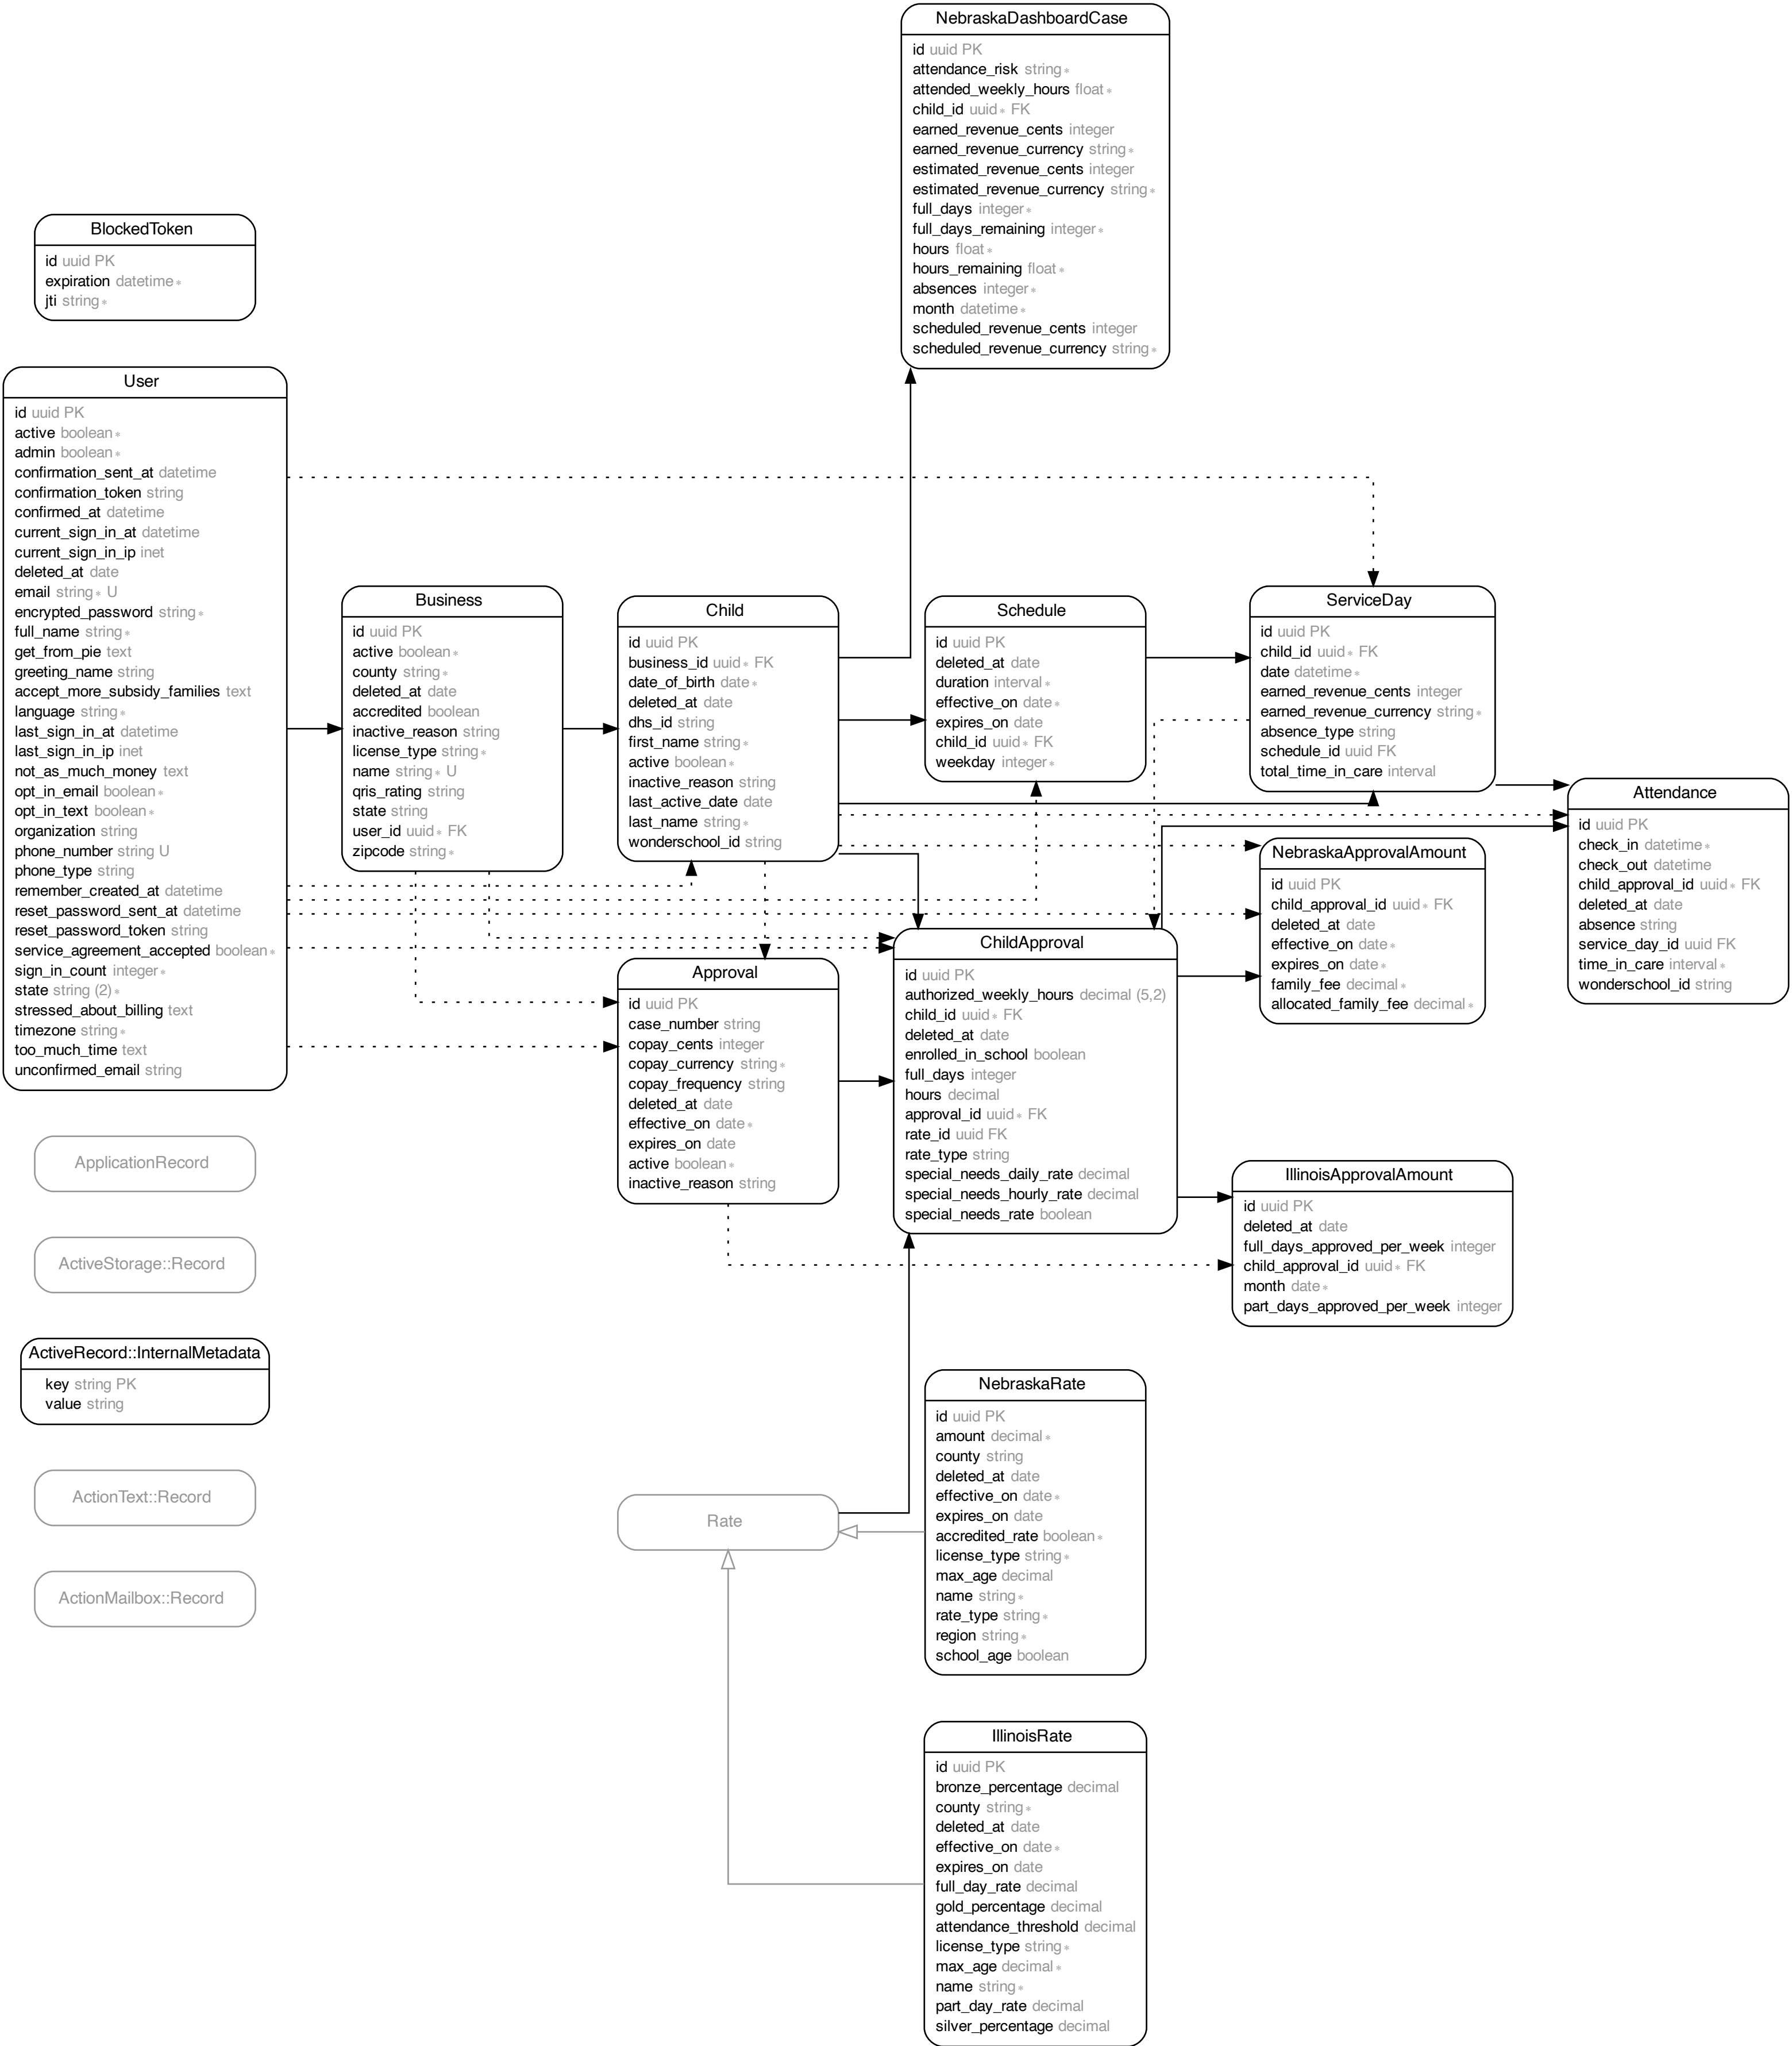 NebraskaDashboardCase
id uuid PK
attendance_risk string ∗
attended_weekly_hours float ∗
child_id uuid ∗ FK
earned_revenue_cents integer
earned_revenue_currency string ∗
estimated_revenue_cents integer
estimated_revenue_currency string ∗
full_days integer ∗
full_days_remaining integer ∗
hours float ∗
hours_remaining float ∗
absences integer ∗
month datetime ∗
scheduled_revenue_cents integer
scheduled_revenue_currency string ∗
BlockedToken
id uuid PK
expiration datetime ∗
jti string ∗
User
id uuid PK
active boolean ∗
admin boolean ∗
confirmation_sent_at datetime
confirmation_token string
confirmed_at datetime
current_sign_in_at datetime
current_sign_in_ip inet
deleted_at date
email string ∗ U
encrypted_password string ∗
full_name string ∗
get_from_pie text
greeting_name string
accept_more_subsidy_families text
language string ∗
last_sign_in_at datetime
last_sign_in_ip inet
not_as_much_money text
opt_in_email boolean ∗
opt_in_text boolean ∗
organization string
phone_number string U
phone_type string
remember_created_at datetime
reset_password_sent_at datetime
reset_password_token string
service_agreement_accepted boolean ∗
sign_in_count integer ∗
state string (2) ∗
stressed_about_billing text
timezone string ∗
too_much_time text
unconfirmed_email string
Business
id uuid PK
active boolean ∗
county string ∗
deleted_at date
accredited boolean
inactive_reason string
license_type string ∗
name string ∗ U
qris_rating string
state string
user_id uuid ∗ FK
zipcode string ∗
Child
id uuid PK
business_id uuid ∗ FK
date_of_birth date ∗
deleted_at date
dhs_id string
first_name string ∗
active boolean ∗
inactive_reason string
last_active_date date
last_name string ∗
wonderschool_id string
Schedule
id uuid PK
deleted_at date
duration interval ∗
effective_on date ∗
expires_on date
child_id uuid ∗ FK
weekday integer ∗
ServiceDay
id uuid PK
child_id uuid ∗ FK
date datetime ∗
earned_revenue_cents integer
earned_revenue_currency string ∗
absence_type string
schedule_id uuid FK
total_time_in_care interval
Attendance
id uuid PK
check_in datetime ∗
check_out datetime
child_approval_id uuid ∗ FK
deleted_at date
absence string
service_day_id uuid FK
time_in_care interval ∗
wonderschool_id string
NebraskaApprovalAmount
id uuid PK
child_approval_id uuid ∗ FK
deleted_at date
effective_on date ∗
expires_on date ∗
family_fee decimal ∗
allocated_family_fee decimal ∗
Approval
id uuid PK
case_number string
copay_cents integer
copay_currency string ∗
copay_frequency string
deleted_at date
effective_on date ∗
expires_on date
active boolean ∗
inactive_reason string
ChildApproval
id uuid PK
authorized_weekly_hours decimal (5,2)
child_id uuid ∗ FK
deleted_at date
enrolled_in_school boolean
full_days integer
hours decimal
approval_id uuid ∗ FK
rate_id uuid FK
rate_type string
special_needs_daily_rate decimal
special_needs_hourly_rate decimal
special_needs_rate boolean
IllinoisApprovalAmount
id uuid PK
deleted_at date
full_days_approved_per_week integer
child_approval_id uuid ∗ FK
month date ∗
part_days_approved_per_week integer
ApplicationRecord
ActiveStorage::Record
ActiveRecord::InternalMetadata
key string PK
value string
ActionText::Record
ActionMailbox::Record
Rate
NebraskaRate
id uuid PK
amount decimal ∗
county string
deleted_at date
effective_on date ∗
expires_on date
accredited_rate boolean ∗
license_type string ∗
max_age decimal
name string ∗
rate_type string ∗
region string ∗
school_age boolean
IllinoisRate
id uuid PK
bronze_percentage decimal
county string ∗
deleted_at date
effective_on date ∗
expires_on date
full_day_rate decimal
gold_percentage decimal
attendance_threshold decimal
license_type string ∗
max_age decimal ∗
name string ∗
part_day_rate decimal
silver_percentage decimal